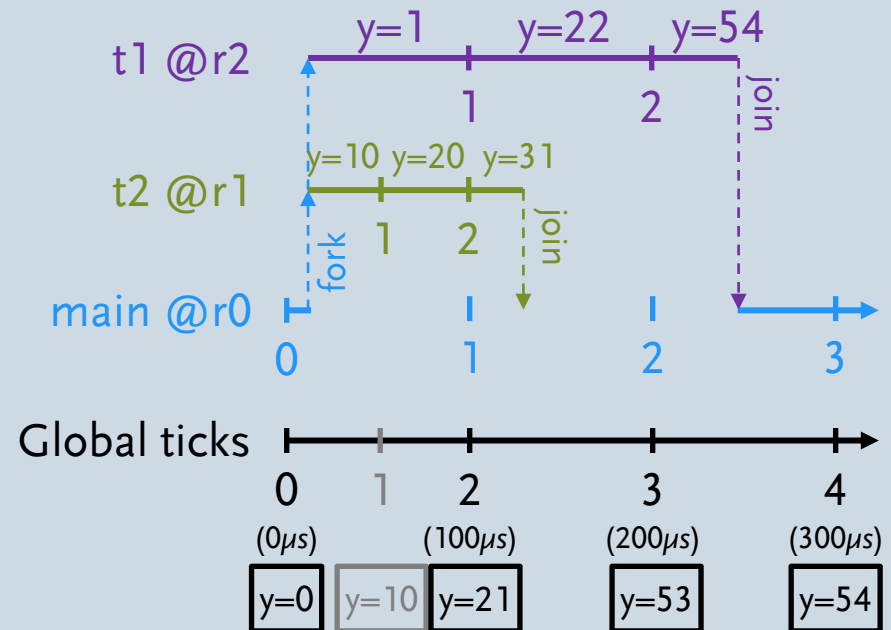 y=1 y=22 y=54
t1 @r2
1 2
join
y=10 y=20 y=31
t2 @r1
1 2
join
fork
main @r0
0 1 2 3
Global ticks
0 1 2 3 4
(0µs) (100µs) (200µs) (300µs)
y=0 y=10 y=21 y=53 y=54